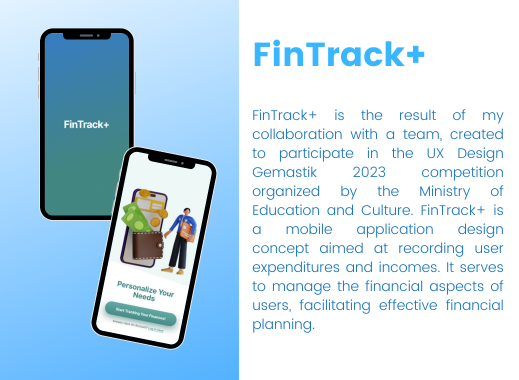 FinTrack+
Personalize Your
Needs
Start Tracking Your Finances!
FinTrack+
FinTrack+ is the result of my
collaboration with a team, created
to participate in the UX Design
Gemastik 2023 competition
organized by the Ministry of
Education and Culture. FinTrack+ is
a mobile application design
concept aimed at recording user
expenditures and incomes. It serves
to manage the financial aspects of
users, facilitating effective financial
planning.